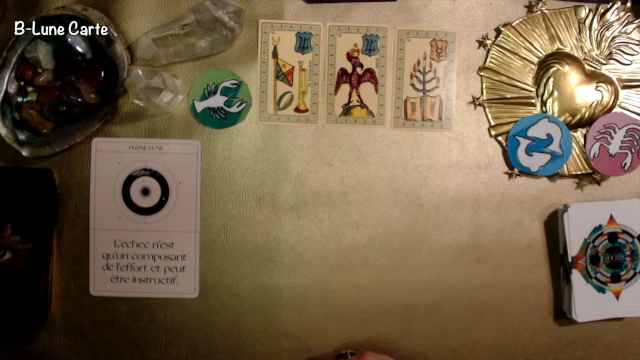 B-Lune Carte
PLEINE LUNE
L'échec n'est
qu'un composant
de l'effort et peut
être instructif.